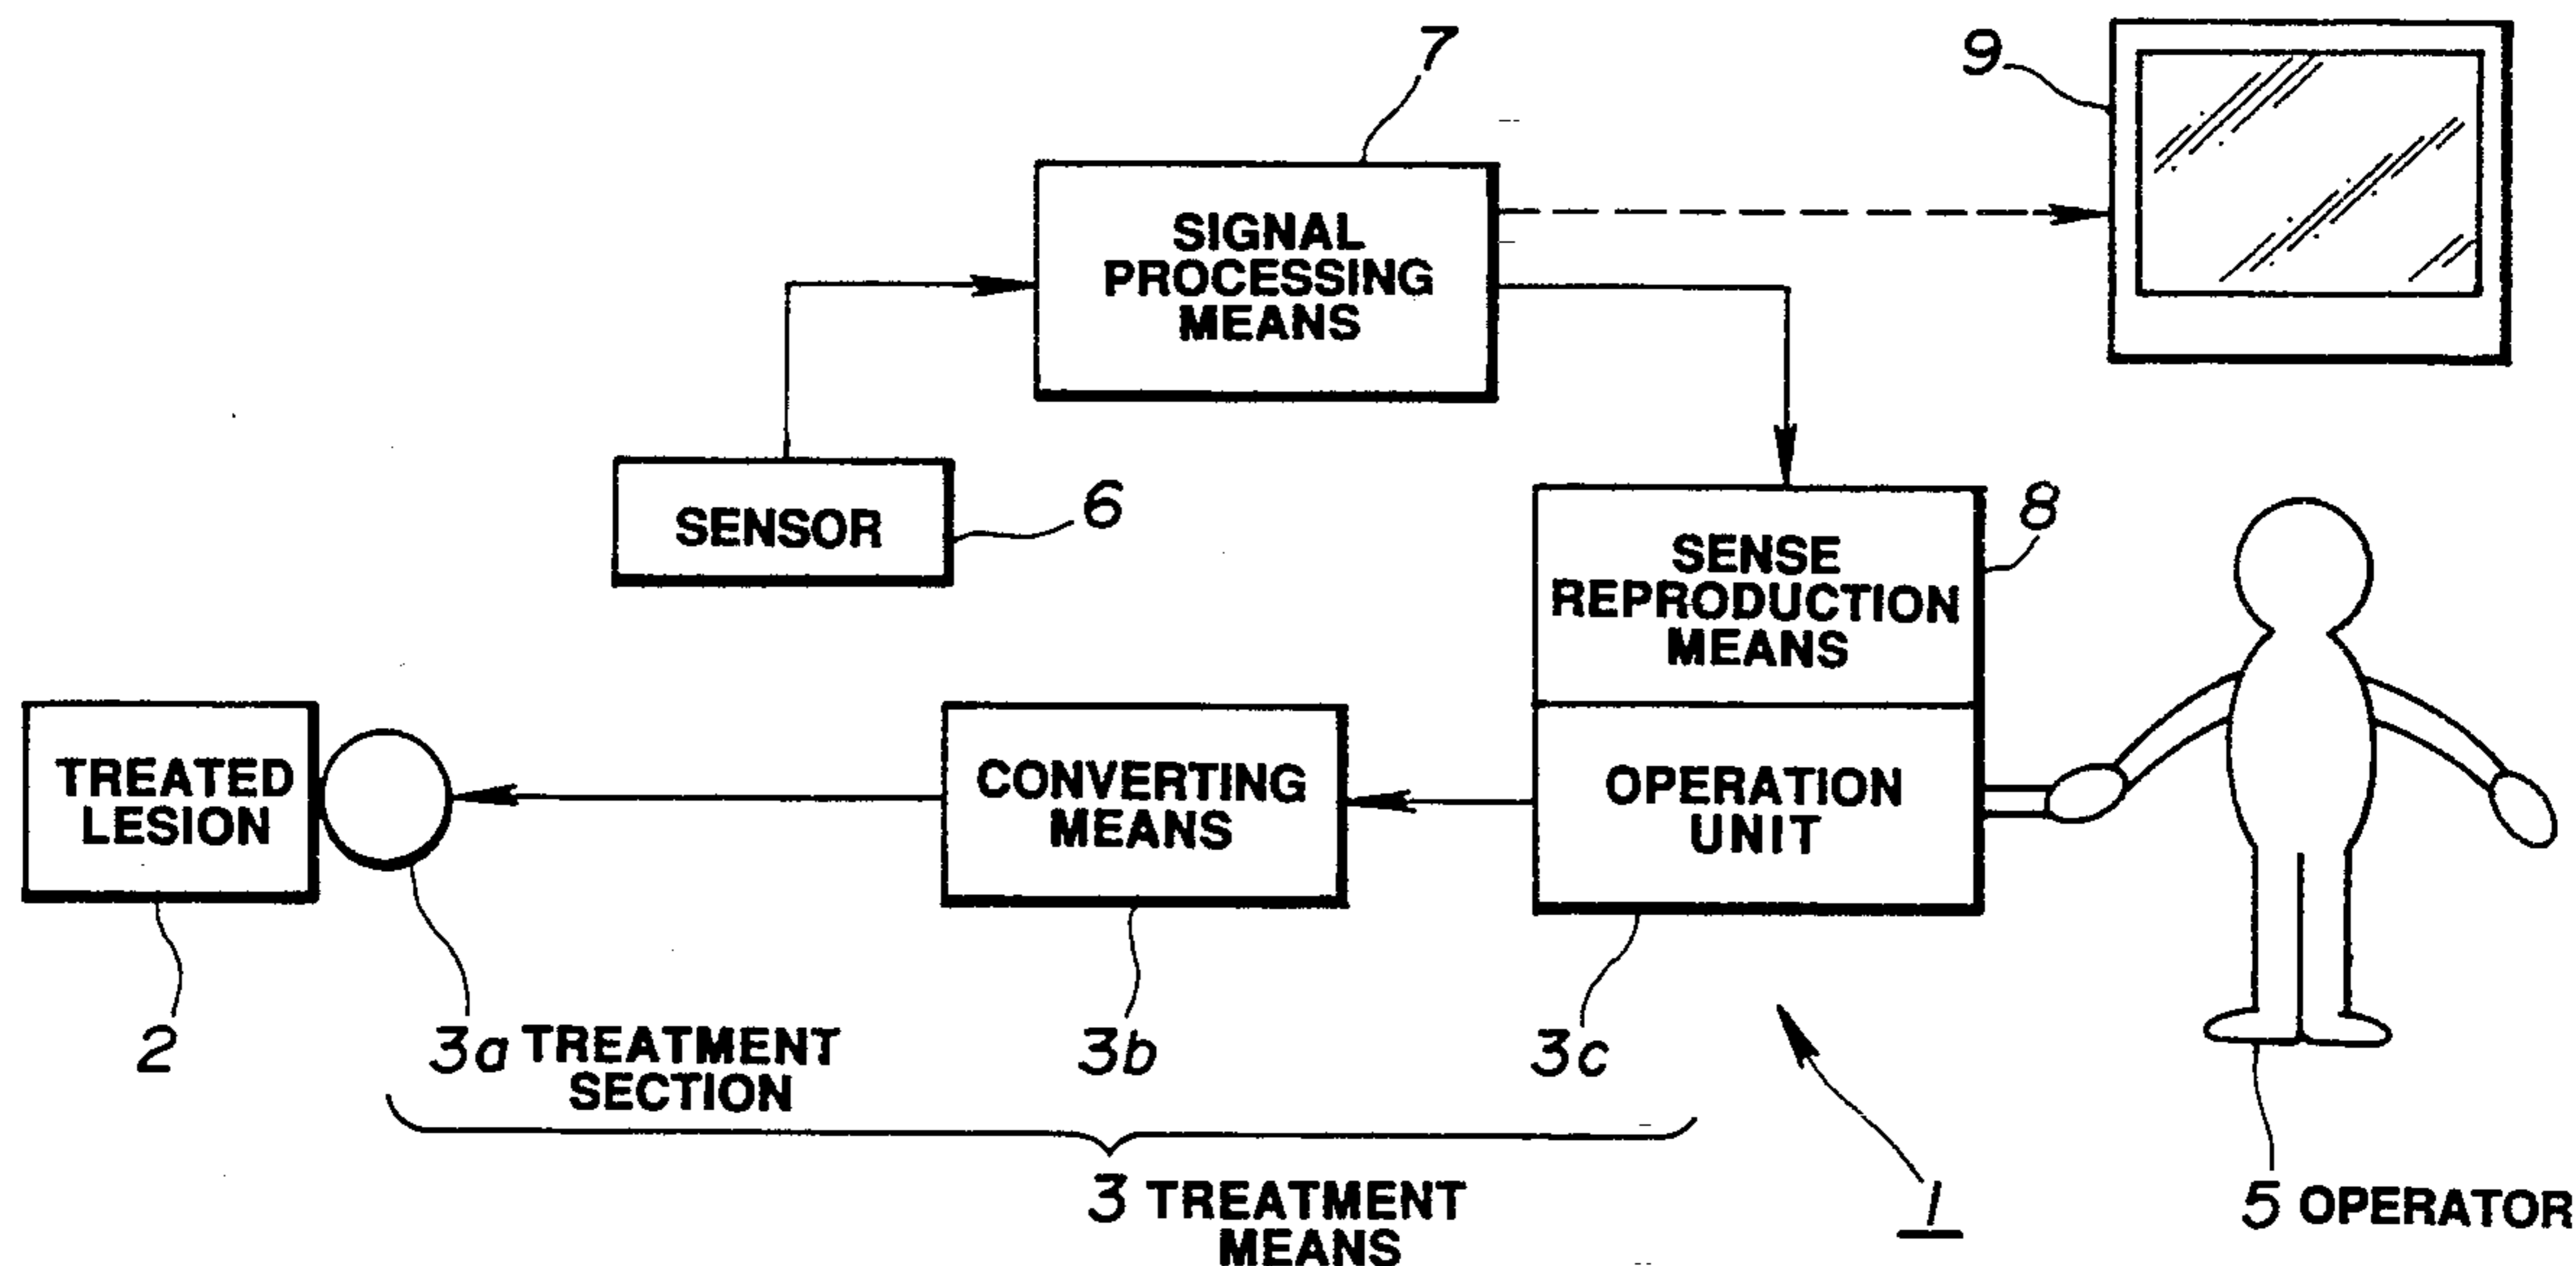 7
9
SIGNAL
PROCESSING
MEANS
SENSOR
6
8
SENSE
REPRODUCTION
MEANS
TREATED
LESION
CONVERTING
MEANS
OPERATION
UNIT
2
3a TREATMENT
SECTION
3b
3c
3 TREATMENT
MEANS
1
5 OPERATOR